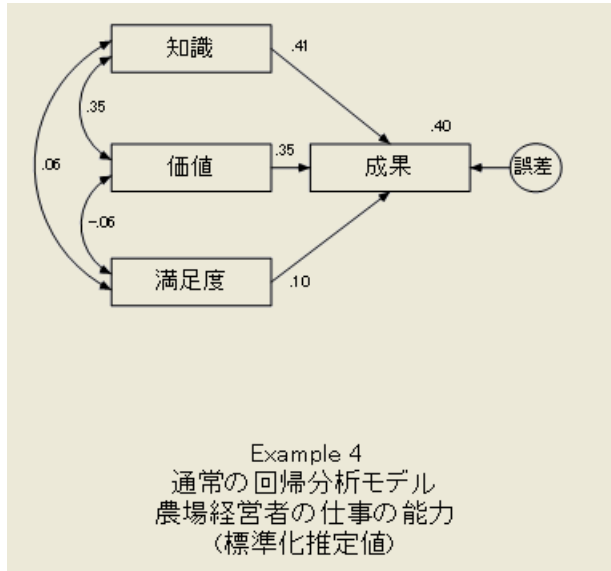 知識
.41
.35
.40
価値
.35
成果
誤差
.06
-.06
満足度
.10
Example 4
通常の回帰分析モデル
農場経営者の仕事の能力
(標準化推定値)